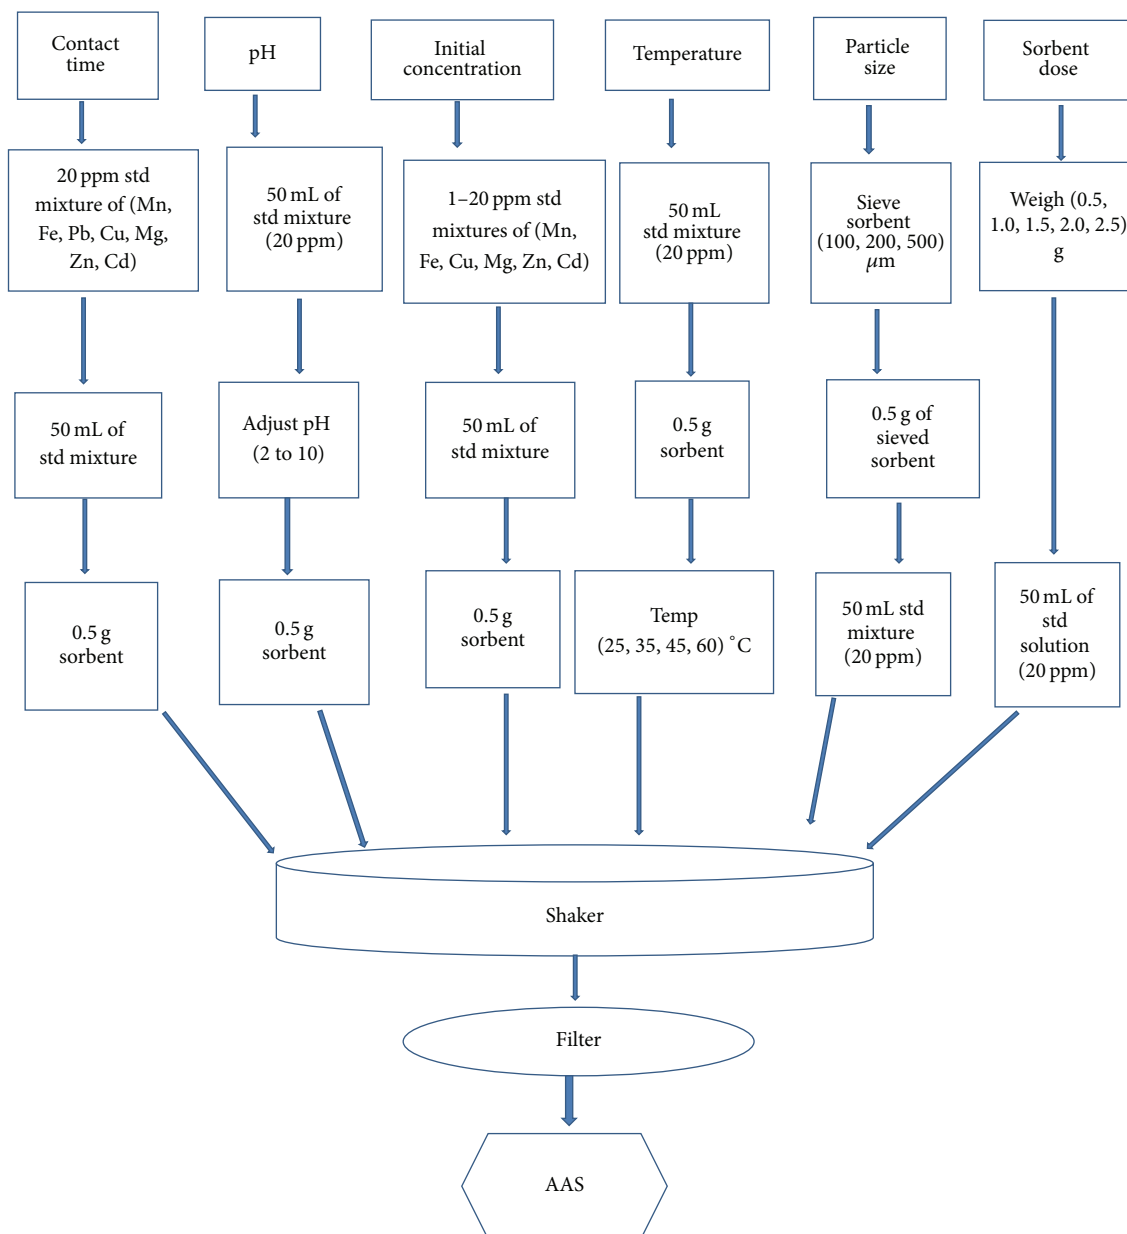 Contact
time
pH
Initial
concentration
Temperature
Particle
size
Sorbent
dose
20 ppm std
mixture of (Mn,
Fe, Pb, Cu, Mg,
Zn, Cd)
50 mL of
std mixture
(20 ppm)
1–20 ppm std
mixtures of (Mn,
Fe, Cu, Mg, Zn, Cd)
50 mL
std mixture
(20 ppm)
Sieve
sorbent
(100, 200, 500)
μm
Weigh (0.5,
1.0, 1.5, 2.0, 2.5)
g
50 mL of
std mixture
Adjust pH
(2 to 10)
50 mL of
std mixture
0.5 g
sorbent
0.5 g of
sieved
sorbent
0.5 g
sorbent
0.5 g
sorbent
0.5 g
sorbent
Temp
(25, 35, 45, 60) °C
50 mL std
mixture
(20 ppm)
50 mL of
std
solution
(20 ppm)
Shaker
Filter
AAS